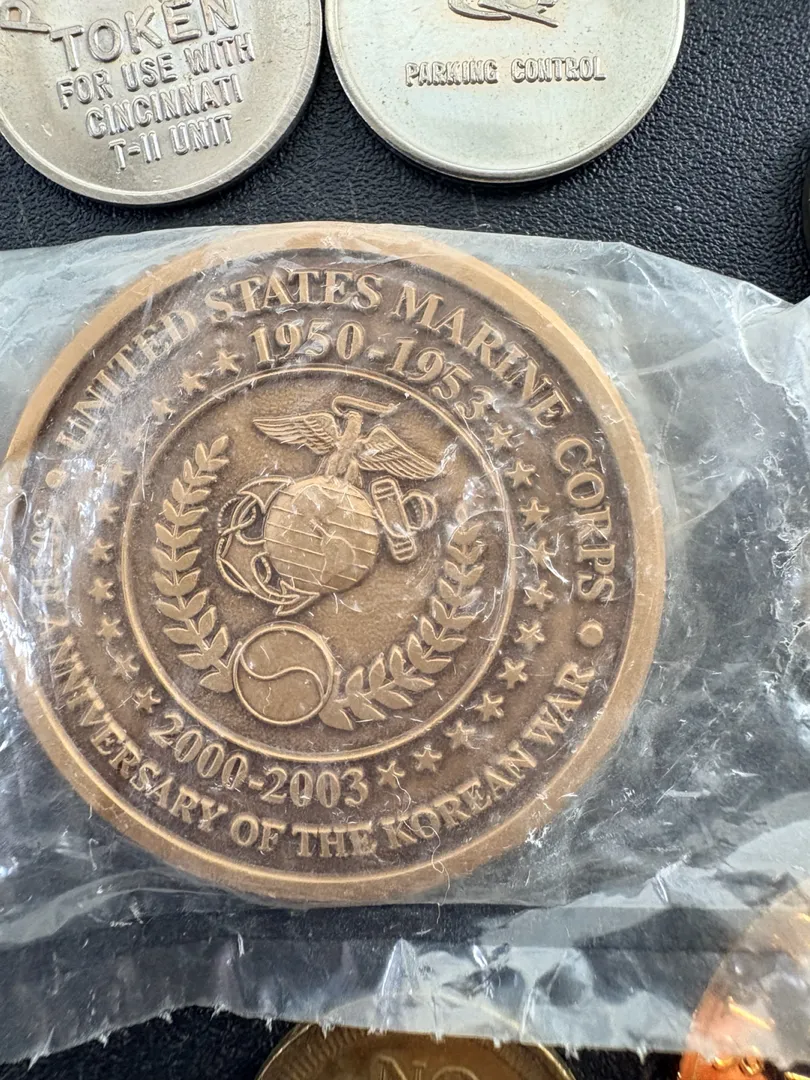 TOKEN
FOR USE WITH
CINCINNATI
T-II UNIT
PARKING CONTROL
UNITED STATES MARINE CORPS
1950-1953
2000-2003
ANNIVERSARY OF THE KOREAN WAR
NO